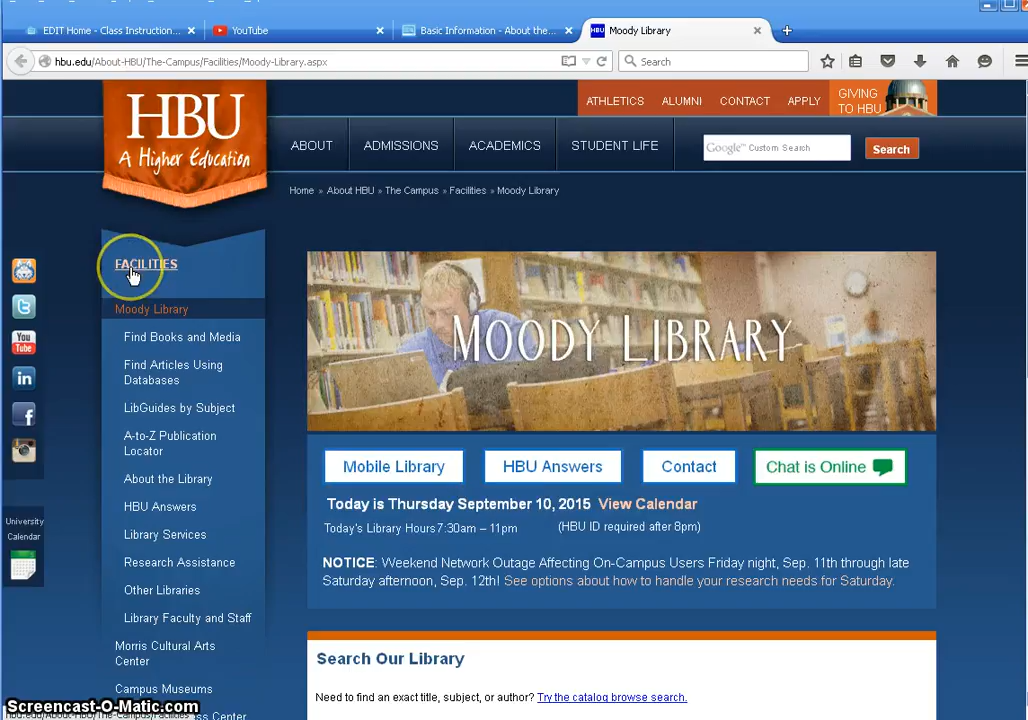 EDIT Home - Class Instruction...
YouTube
Basic Information - About the...
HBU
Moody Library
hbu.edu/About-HBU/The-Campus/Facilities/Moody-Library.aspx
Search
HBU
A Higher Education
ATHLETICS
ALUMNI
CONTACT
APPLY
GIVING
TO HBU
ABOUT
ADMISSIONS
ACADEMICS
STUDENT LIFE
Google™ Custom Search
Search
Home » About HBU » The Campus » Facilities » Moody Library
FACILITIES
Moody Library
Find Books and Media
Find Articles Using
Databases
LibGuides by Subject
A-to-Z Publication
Locator
About the Library
HBU Answers
Library Services
Research Assistance
Other Libraries
Library Faculty and Staff
Morris Cultural Arts
Center
Campus Museums
You
Tube
in
f
University
Calendar
MOODY LIBRARY
Mobile Library
HBU Answers
Contact
Chat is Online
Today is Thursday September 10, 2015 View Calendar
Today's Library Hours 7:30am – 11pm (HBU ID required after 8pm)
NOTICE: Weekend Network Outage Affecting On-Campus Users Friday night, Sep. 11th through late
Saturday afternoon, Sep. 12th! See options about how to handle your research needs for Saturday.
Search Our Library
Need to find an exact title, subject, or author? Try the catalog browse search.
Screencast-O-Matic.com